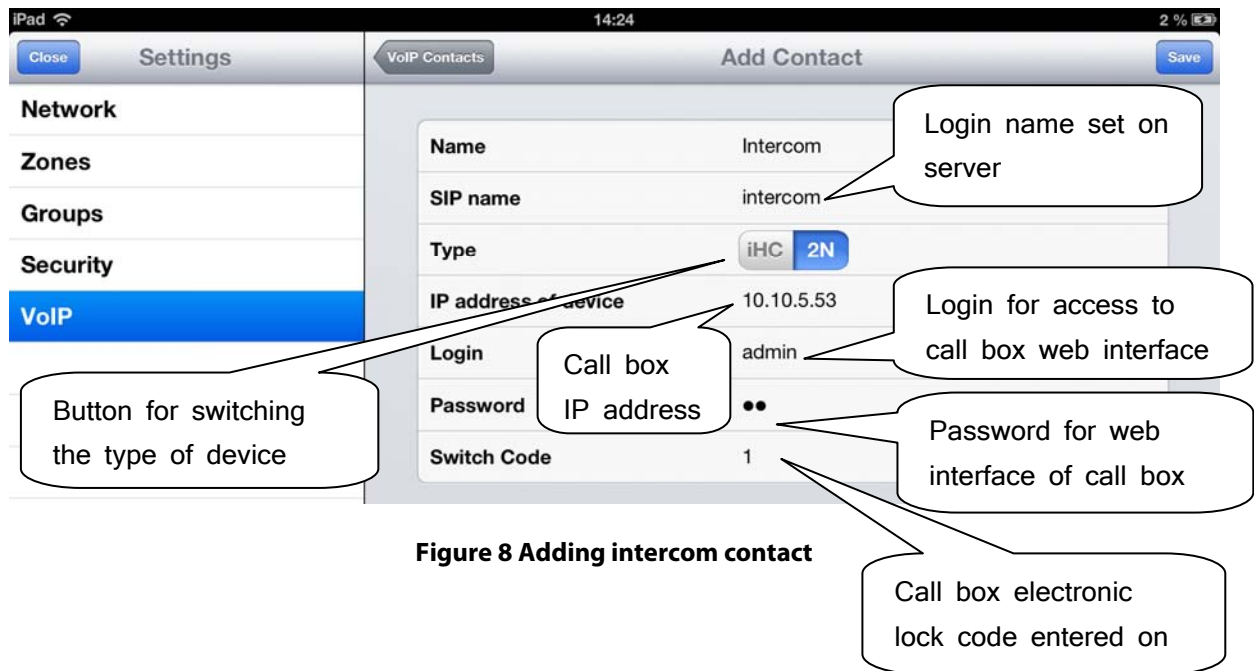 iPad 14:24 2 %
Close Settings VoIP Contacts Add Contact Save
Network
Zones
Groups
Security
VoIP
Name Intercom
SIP name intercom
Type iHC 2N
IP address of device 10.10.5.53
Login admin
Password ●●
Switch Code 1
Login name set on
server
Login for access to
call box web interface
Call box
IP address
Button for switching
the type of device
Password for web
interface of call box
Call box electronic
lock code entered on
Figure 8 Adding intercom contact